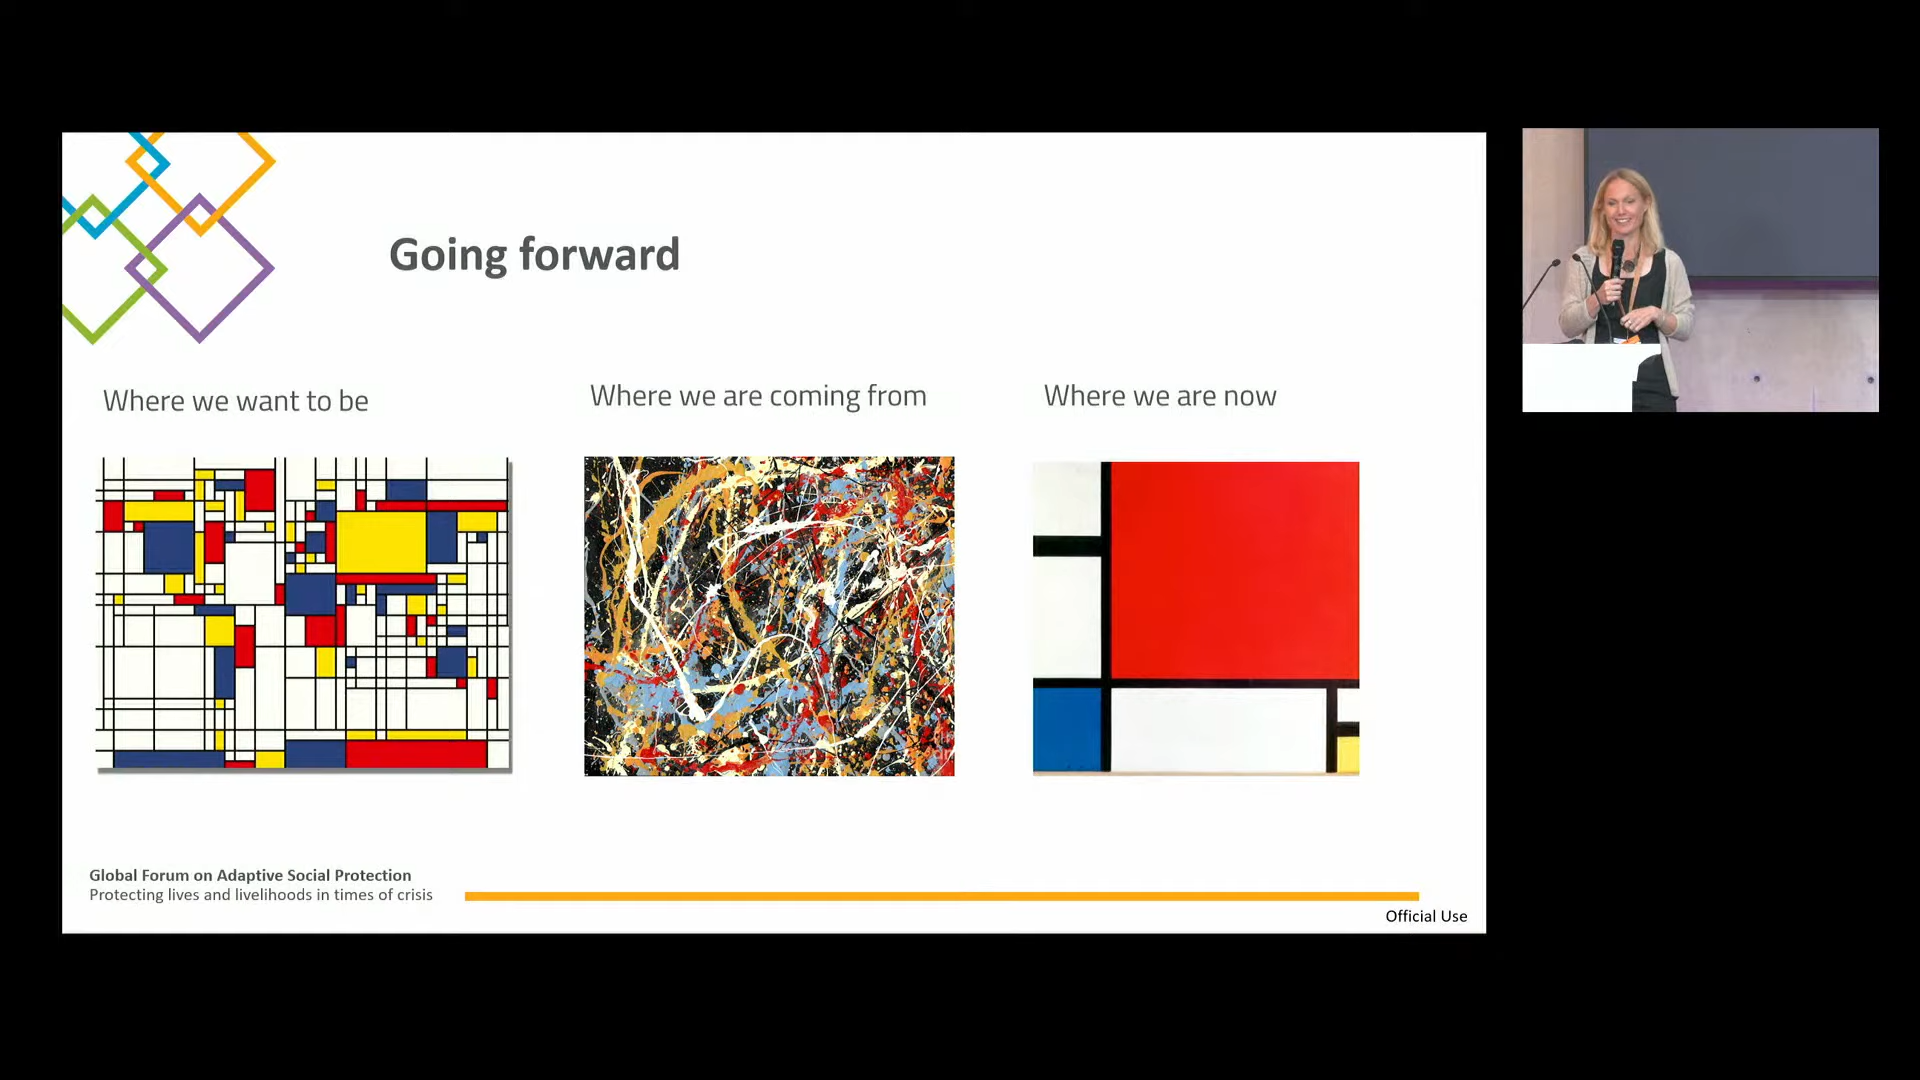 Going forward
Where we want to be
Where we are coming from
Where we are now
Global Forum on Adaptive Social Protection
Protecting lives and livelihoods in times of crisis
Official Use